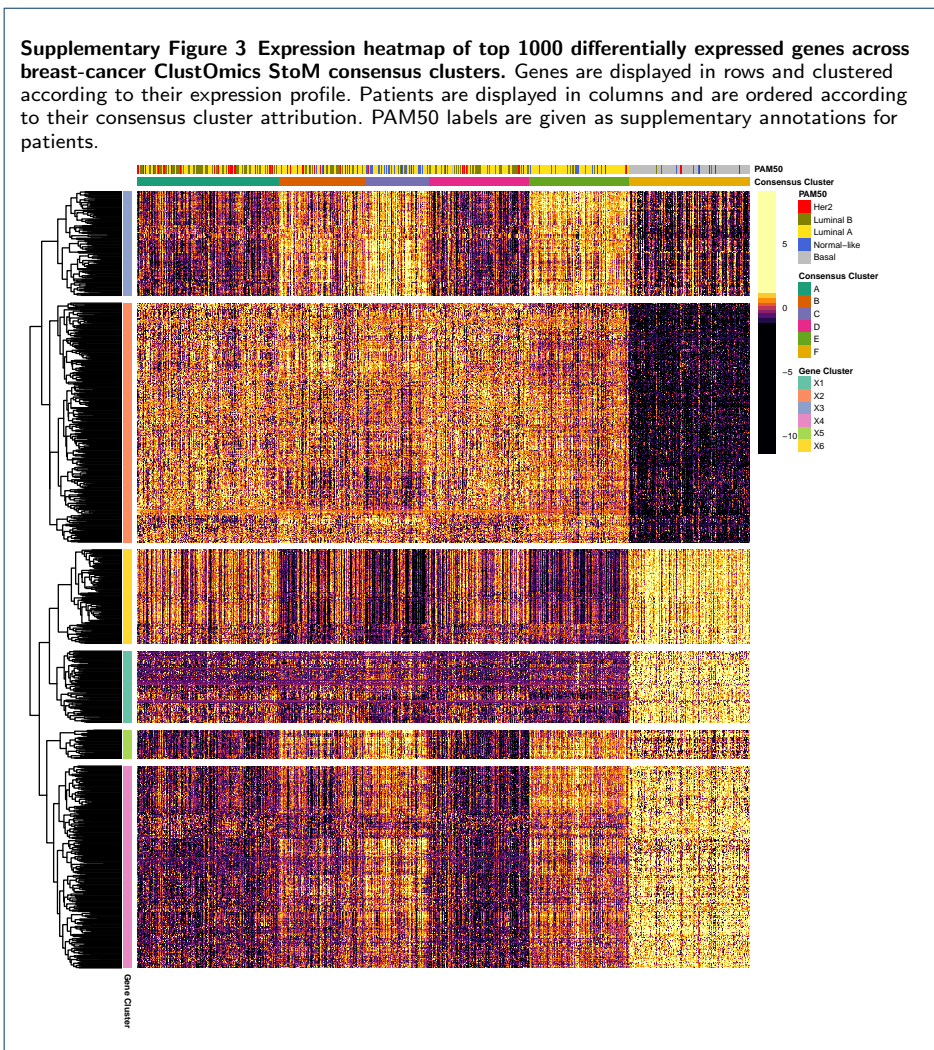 Supplementary Figure 3 Expression heatmap of top 1000 differentially expressed genes across
breast-cancer ClustOmics StoM consensus clusters. Genes are displayed in rows and clustered
according to their expression profile. Patients are displayed in columns and are ordered according
to their consensus cluster attribution. PAM50 labels are given as supplementary annotations for
patients.
PAM50
Consensus Cluster
PAM50
Her2
Luminal B
Luminal A
Normal−like
Basal
Consensus Cluster
A
B
C
D
E
F
Gene Cluster
X1
X2
X3
X4
X5
X6
5
0
−5
−10
Gene Cluster